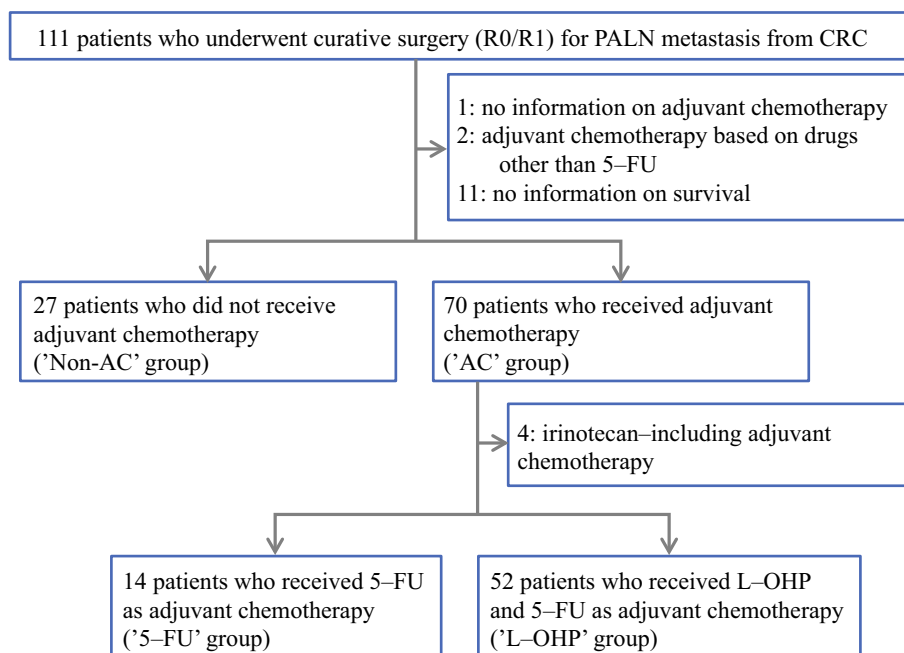 111 patients who underwent curative surgery (R0/R1) for PALN metastasis from CRC
1: no information on adjuvant chemotherapy
2: adjuvant chemotherapy based on drugs
other than 5–FU
11: no information on survival
27 patients who did not receive
adjuvant chemotherapy
(’Non-AC’ group)
70 patients who received adjuvant
chemotherapy
(’AC’ group)
4: irinotecan–including adjuvant
chemotherapy
14 patients who received 5–FU
as adjuvant chemotherapy
(’5–FU’ group)
52 patients who received L–OHP
and 5–FU as adjuvant chemotherapy
(’L–OHP’ group)